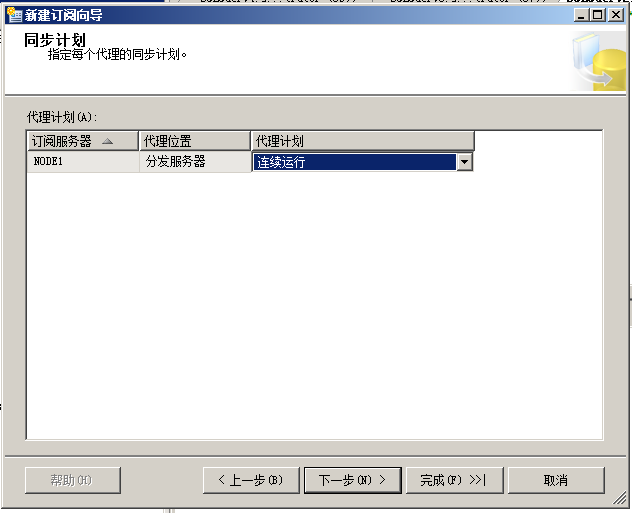 新建订阅向导
同步计划
指定每个代理的同步计划。
代理计划(A):
订阅服务器 代理位置 代理计划
NODE1 分发服务器 连续运行
帮助(H) < 上一步(B) 下一步(N) > 完成(F) >>| 取消